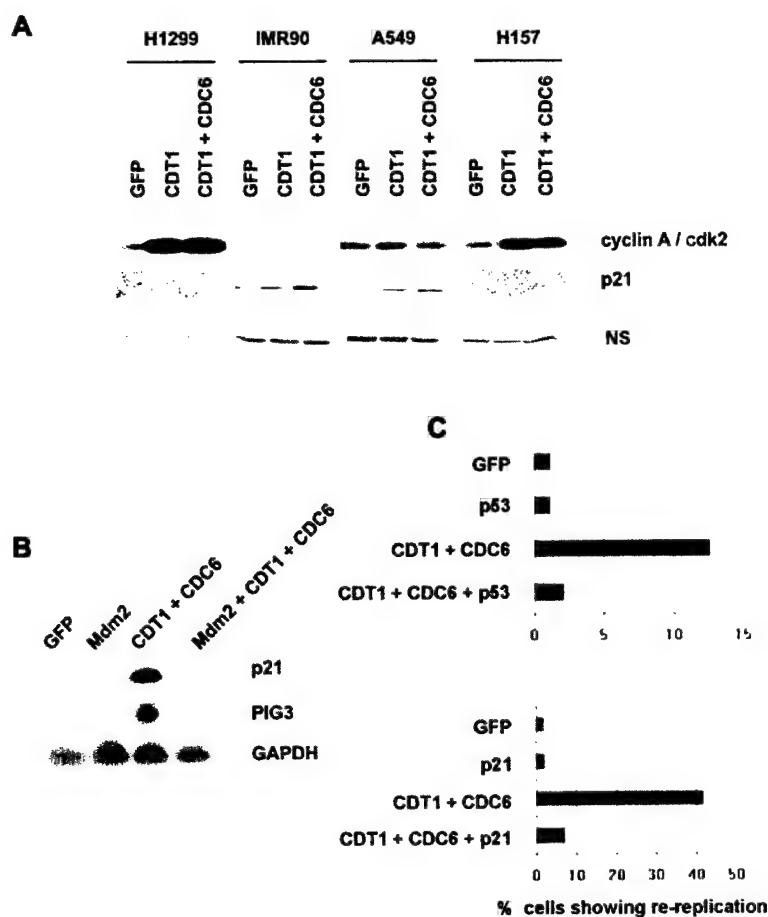 A
H1299 IMR90 A549 H157
GFP CDT1 CDT1 + CDC6 GFP CDT1 CDT1 + CDC6 GFP CDT1 CDT1 + CDC6 GFP CDT1 CDT1 + CDC6
cyclin A / cdk2
p21
NS
B
GFP Mdm2 CDT1 + CDC6 Mdm2 + CDT1 + CDC6
p21
PIG3
GAPDH
C
GFP
p53
CDT1 + CDC6
CDT1 + CDC6 + p53
0 5 10 15
GFP
p21
CDT1 + CDC6
CDT1 + CDC6 + p21
0 10 20 30 40 50
% cells showing re-replication